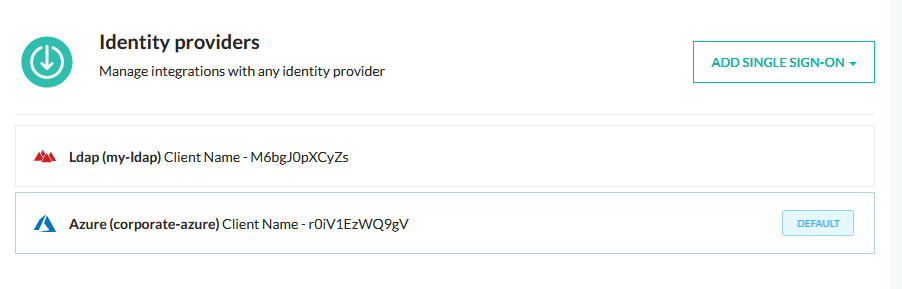 Identity providers
Manage integrations with any identity provider
ADD SINGLE SIGN-ON
Ldap (my-ldap) Client Name - M6bgJ0pXCyZs
Azure (corporate-azure) Client Name - r0iV1EzWQ9gV
DEFAULT